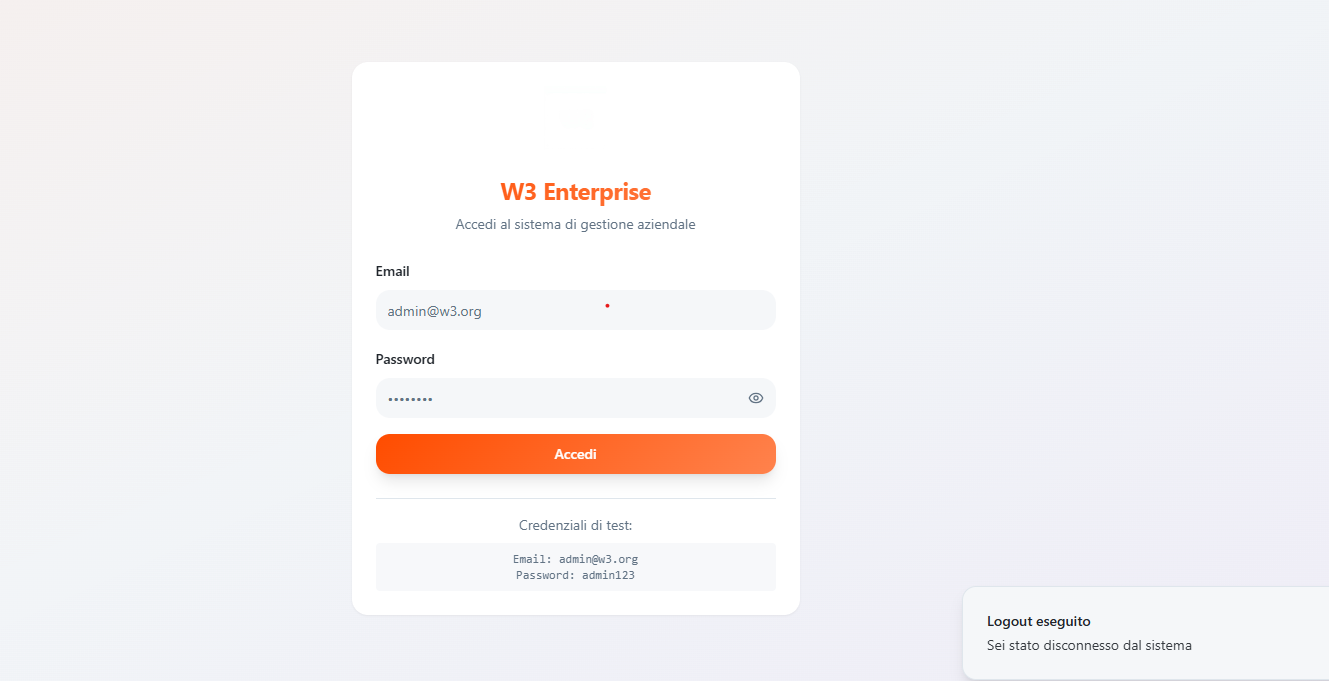 W3 Enterprise
Accedi al sistema di gestione aziendale
Email
admin@w3.org
Password
••••••••
Accedi
Credenziali di test:
Email: admin@w3.org
Password: admin123
Logout eseguito
Sei stato disconnesso dal sistema